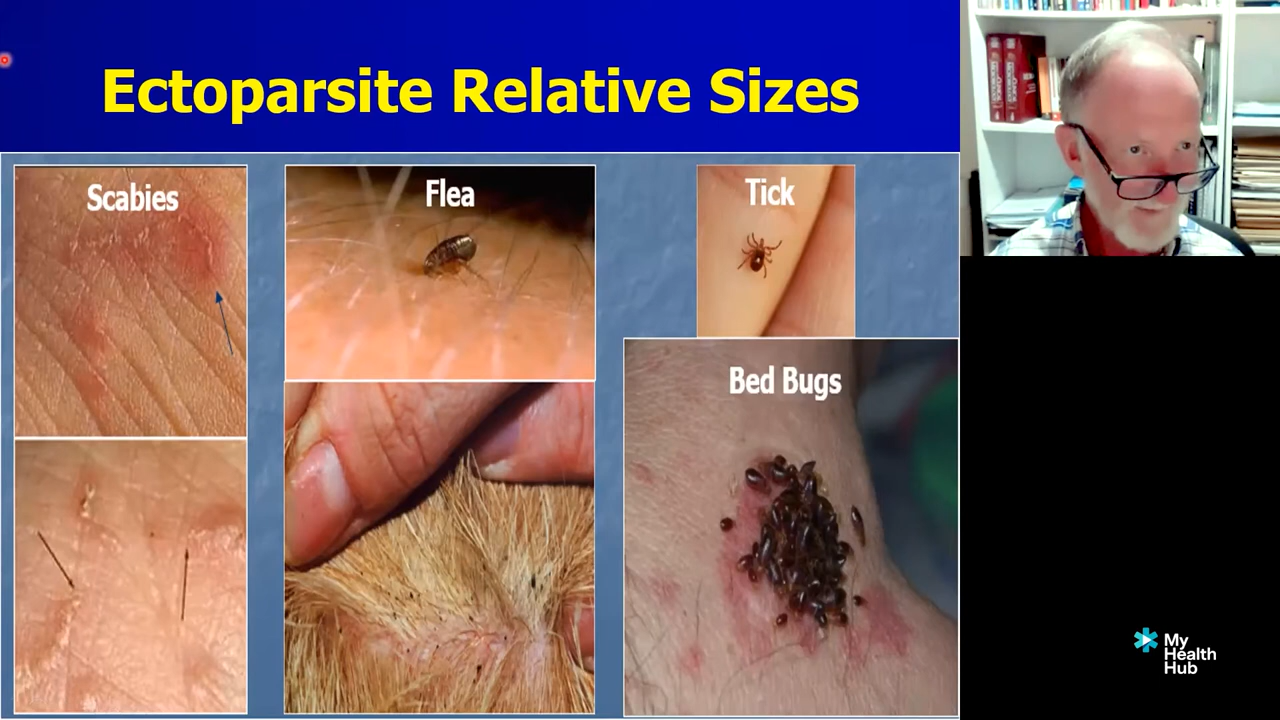 Ectoparsite Relative Sizes
Scabies
Flea
Tick
Bed Bugs
My
Health
Hub